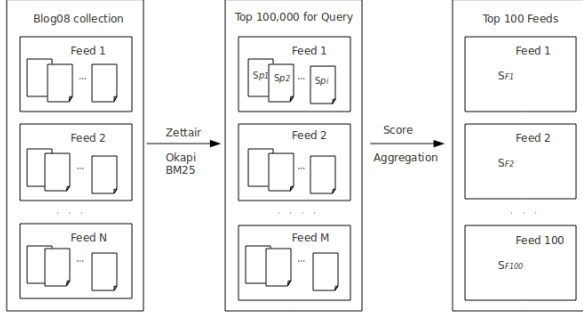 Blog08 collection
Feed 1
...
Feed 2
...
. . .
Feed N
...
Zettair
Okapi
BM25
Top 100,000 for Query
Feed 1
Sp1 Sp2 ... Spi
Feed 2
...
. . .
Feed M
...
Score
Aggregation
Top 100 Feeds
Feed 1
SF1
Feed 2
SF2
. . .
Feed 100
SF100